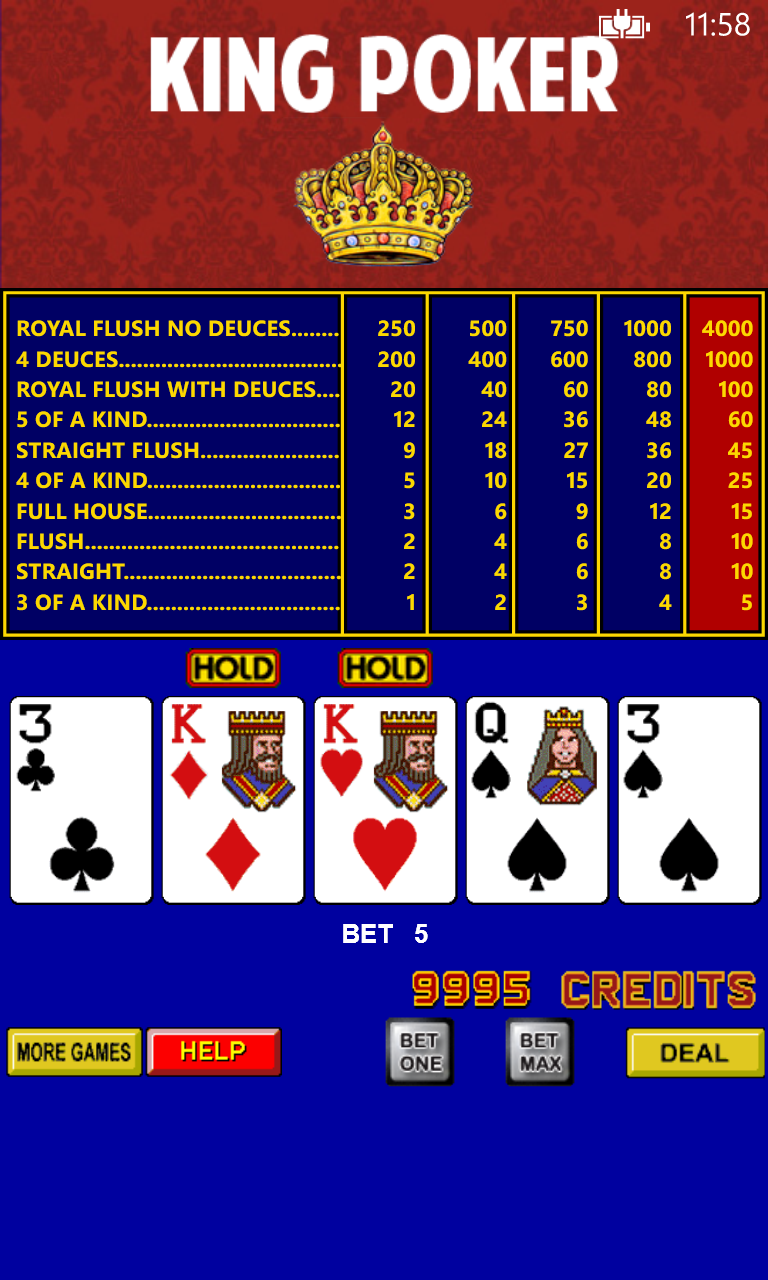 11:58
KING POKER
ROYAL FLUSH NO DEUCES........ 250 500 750 1000 4000
4 DEUCES..................................... 200 400 600 800 1000
ROYAL FLUSH WITH DEUCES.... 20 40 60 80 100
5 OF A KIND................................ 12 24 36 48 60
STRAIGHT FLUSH....................... 9 18 27 36 45
4 OF A KIND................................ 5 10 15 20 25
FULL HOUSE................................ 3 6 9 12 15
FLUSH.......................................... 2 4 6 8 10
STRAIGHT.................................... 2 4 6 8 10
3 OF A KIND................................ 1 2 3 4 5
HOLD HOLD
3 K K Q 3
BET 5
9995 CREDITS
MORE GAMES HELP BET ONE BET MAX DEAL